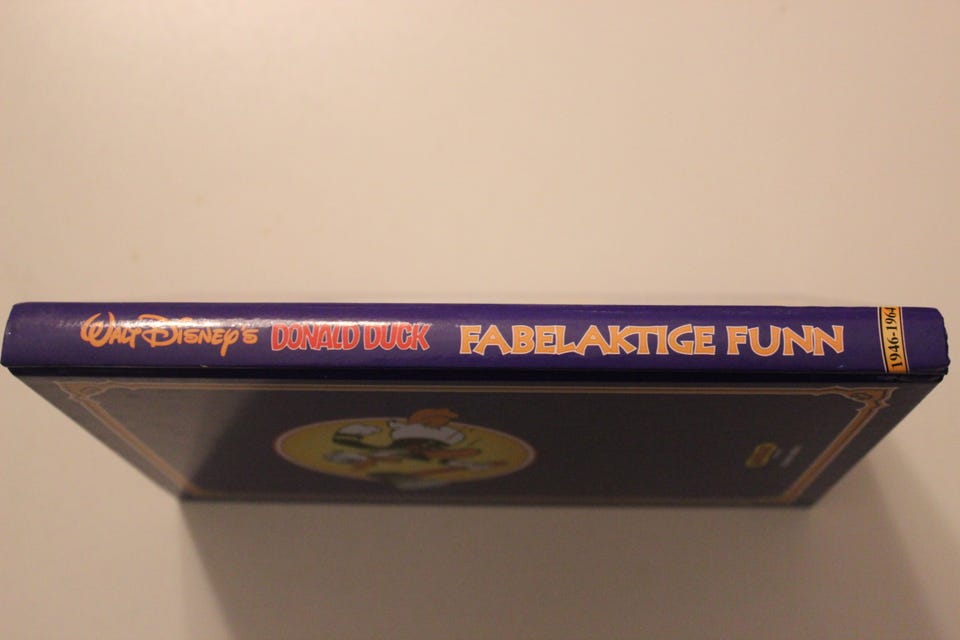 WALT DISNEY'S DONALD DUCK FABELAKTIGE FUNN
1946-1964